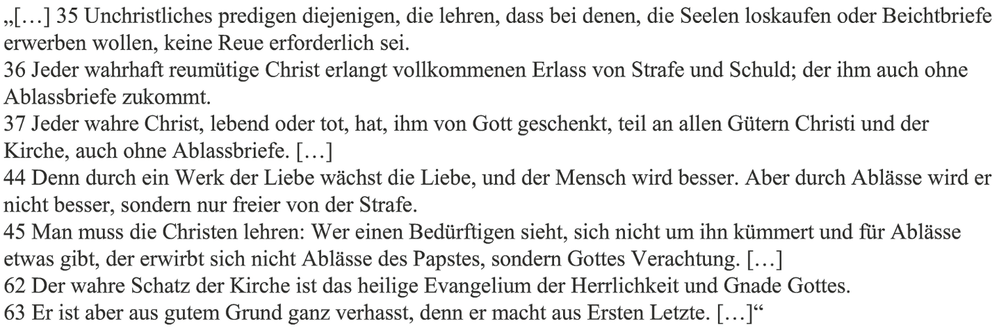 „[…] 35 Unchristliches predigen diejenigen, die lehren, dass bei denen, die Seelen loskaufen oder Beichtbriefe
erwerben wollen, keine Reue erforderlich sei.
36 Jeder wahrhaft reumütige Christ erlangt vollkommenen Erlass von Strafe und Schuld; der ihm auch ohne
Ablassbriefe zukommt.
37 Jeder wahre Christ, lebend oder tot, hat, ihm von Gott geschenkt, teil an allen Gütern Christi und der
Kirche, auch ohne Ablassbriefe. […]
44 Denn durch ein Werk der Liebe wächst die Liebe, und der Mensch wird besser. Aber durch Ablässe wird er
nicht besser, sondern nur freier von der Strafe.
45 Man muss die Christen lehren: Wer einen Bedürftigen sieht, sich nicht um ihn kümmert und für Ablässe
etwas gibt, der erwirbt sich nicht Ablässe des Papstes, sondern Gottes Verachtung. […]
62 Der wahre Schatz der Kirche ist das heilige Evangelium der Herrlichkeit und Gnade Gottes.
63 Er ist aber aus gutem Grund ganz verhasst, denn er macht aus Ersten Letzte. […]“